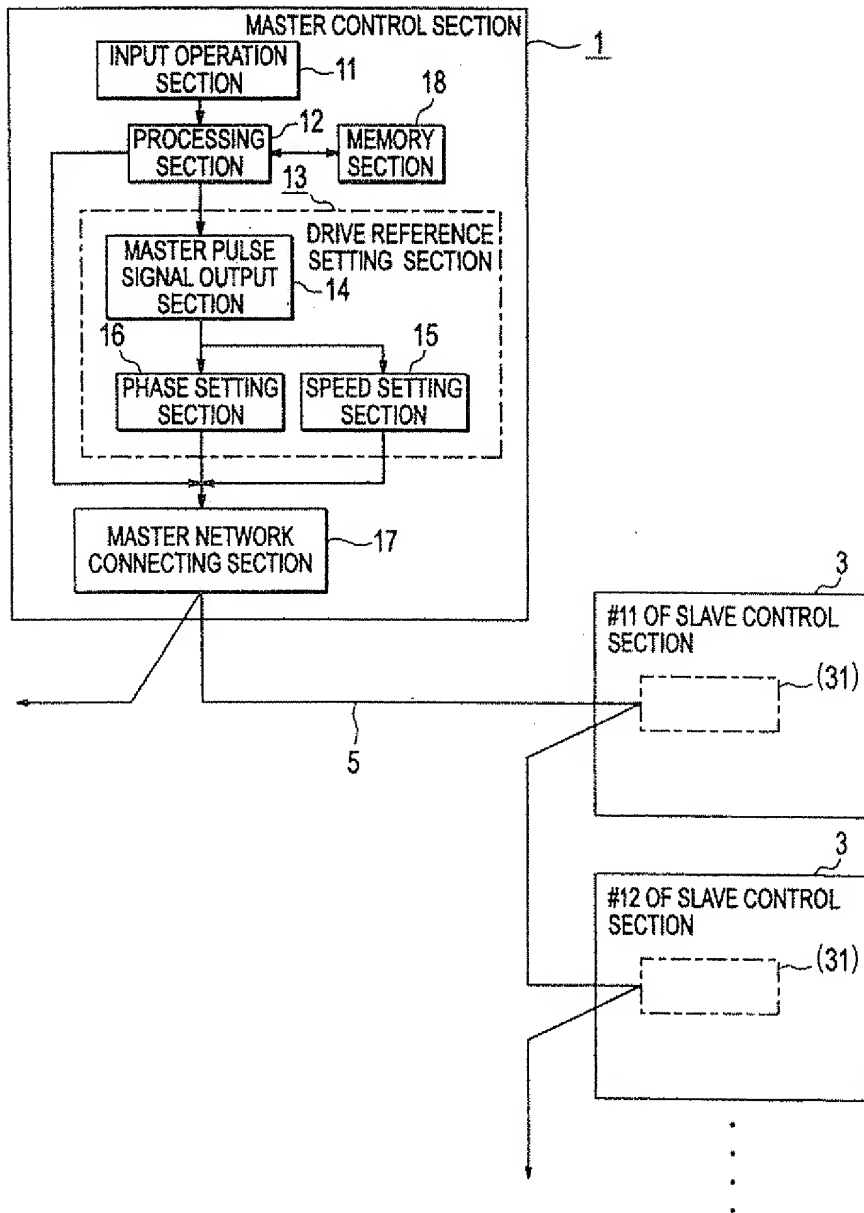 MASTER CONTROL SECTION
1
INPUT OPERATION
SECTION
11
18
12
PROCESSING
SECTION
MEMORY
SECTION
13
DRIVE REFERENCE
SETTING SECTION
MASTER PULSE
SIGNAL OUTPUT
SECTION
14
16
15
PHASE SETTING
SECTION
SPEED SETTING
SECTION
MASTER NETWORK
CONNECTING SECTION
17
3
#11 OF SLAVE CONTROL
SECTION
(31)
5
3
#12 OF SLAVE CONTROL
SECTION
(31)